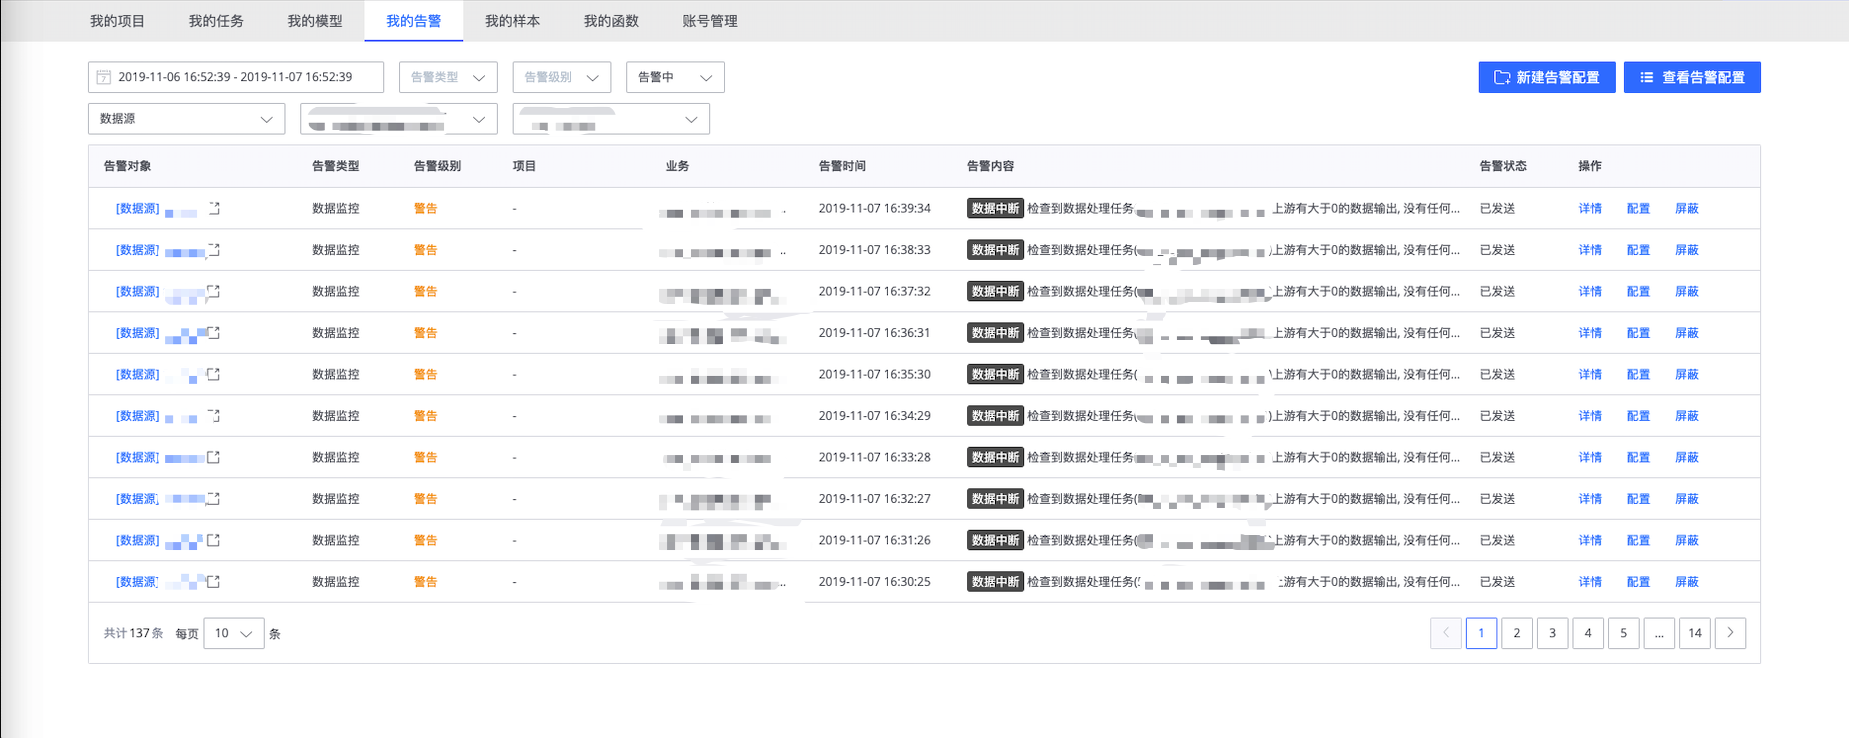 我的项目 我的任务 我的模型 我的告警 我的样本 我的函数 账号管理
2019-11-06 16:52:39 - 2019-11-07 16:52:39 告警类型 告警级别 告警中 新建告警配置 查看告警配置
数据源
告警对象 告警类型 告警级别 项目 业务 告警时间 告警内容 告警状态 操作
[数据源] 数据监控 警告 - .. 2019-11-07 16:39:34 数据中断 检查到数据处理任务 上游有大于0的数据输出, 没有任何... 已发送 详情 配置 屏蔽
[数据源] 数据监控 警告 - .. 2019-11-07 16:38:33 数据中断 检查到数据处理任务( )上游有大于0的数据输出, 没有任何... 已发送 详情 配置 屏蔽
[数据源] 数据监控 警告 - 2019-11-07 16:37:32 数据中断 检查到数据处理任务( )上游有大于0的数据输出, 没有任何... 已发送 详情 配置 屏蔽
[数据源] 数据监控 警告 - 2019-11-07 16:36:31 数据中断 检查到数据处理任务( )上游有大于0的数据输出, 没有任何... 已发送 详情 配置 屏蔽
[数据源] 数据监控 警告 - 2019-11-07 16:35:30 数据中断 检查到数据处理任务( )上游有大于0的数据输出, 没有任何... 已发送 详情 配置 屏蔽
[数据源] 数据监控 警告 - 2019-11-07 16:34:29 数据中断 检查到数据处理任务( )上游有大于0的数据输出, 没有任何... 已发送 详情 配置 屏蔽
[数据源] 数据监控 警告 - 2019-11-07 16:33:28 数据中断 检查到数据处理任务 上游有大于0的数据输出, 没有任何... 已发送 详情 配置 屏蔽
[数据源] 数据监控 警告 - 2019-11-07 16:32:27 数据中断 检查到数据处理任务( )上游有大于0的数据输出, 没有任何... 已发送 详情 配置 屏蔽
[数据源] 数据监控 警告 - 2019-11-07 16:31:26 数据中断 检查到数据处理任务( )上游有大于0的数据输出, 没有任何... 已发送 详情 配置 屏蔽
[数据源] 数据监控 警告 - ... 2019-11-07 16:30:25 数据中断 检查到数据处理任务( 上游有大于0的数据输出, 没有任何... 已发送 详情 配置 屏蔽
共计137条 每页 10 条 1 2 3 4 5 ... 14